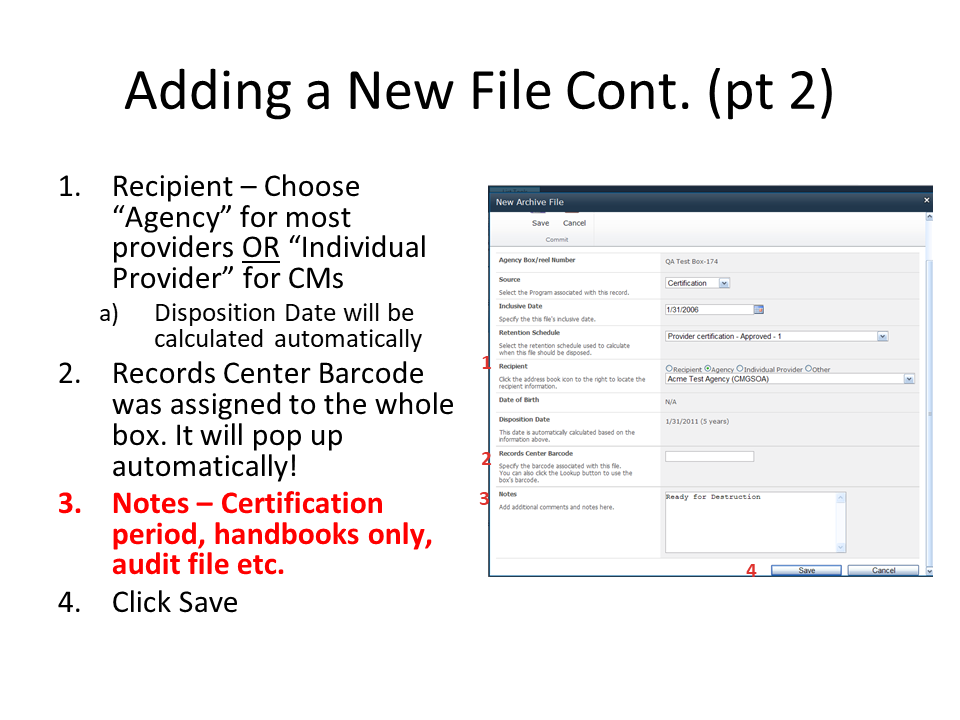 Adding a New File Cont. (pt 2)
1. Recipient – Choose
“Agency” for most
providers OR “Individual
Provider” for CMs
a) Disposition Date will be
calculated automatically
2. Records Center Barcode
was assigned to the whole
box. It will pop up
automatically!
3. Notes – Certification
period, handbooks only,
audit file etc.
4. Click Save
New Archive File
Save Cancel
Commit
Agency Box/reel Number QA Test Box-174
Source Certification
Select the Program associated with this record.
Inclusive Date 1/31/2006
Specify the this file's inclusive date.
Retention Schedule Provider certification - Approved - 1
Select the retention schedule used to calculate
when this file should be disposed.
1 Recipient Recipient Agency Individual Provider Other
Click the address book icon to the right to locate the
recipient information.
Acme Test Agency (CMGSOA)
Date of Birth N/A
Disposition Date 1/31/2011 (5 years)
This date is automatically calculated based on the
information above.
2 Records Center Barcode
Specify the barcode associated with this file.
You can also click the Lookup button to use the
box's barcode.
3 Notes Ready for Destruction
Add additional comments and notes here.
4 Save Cancel